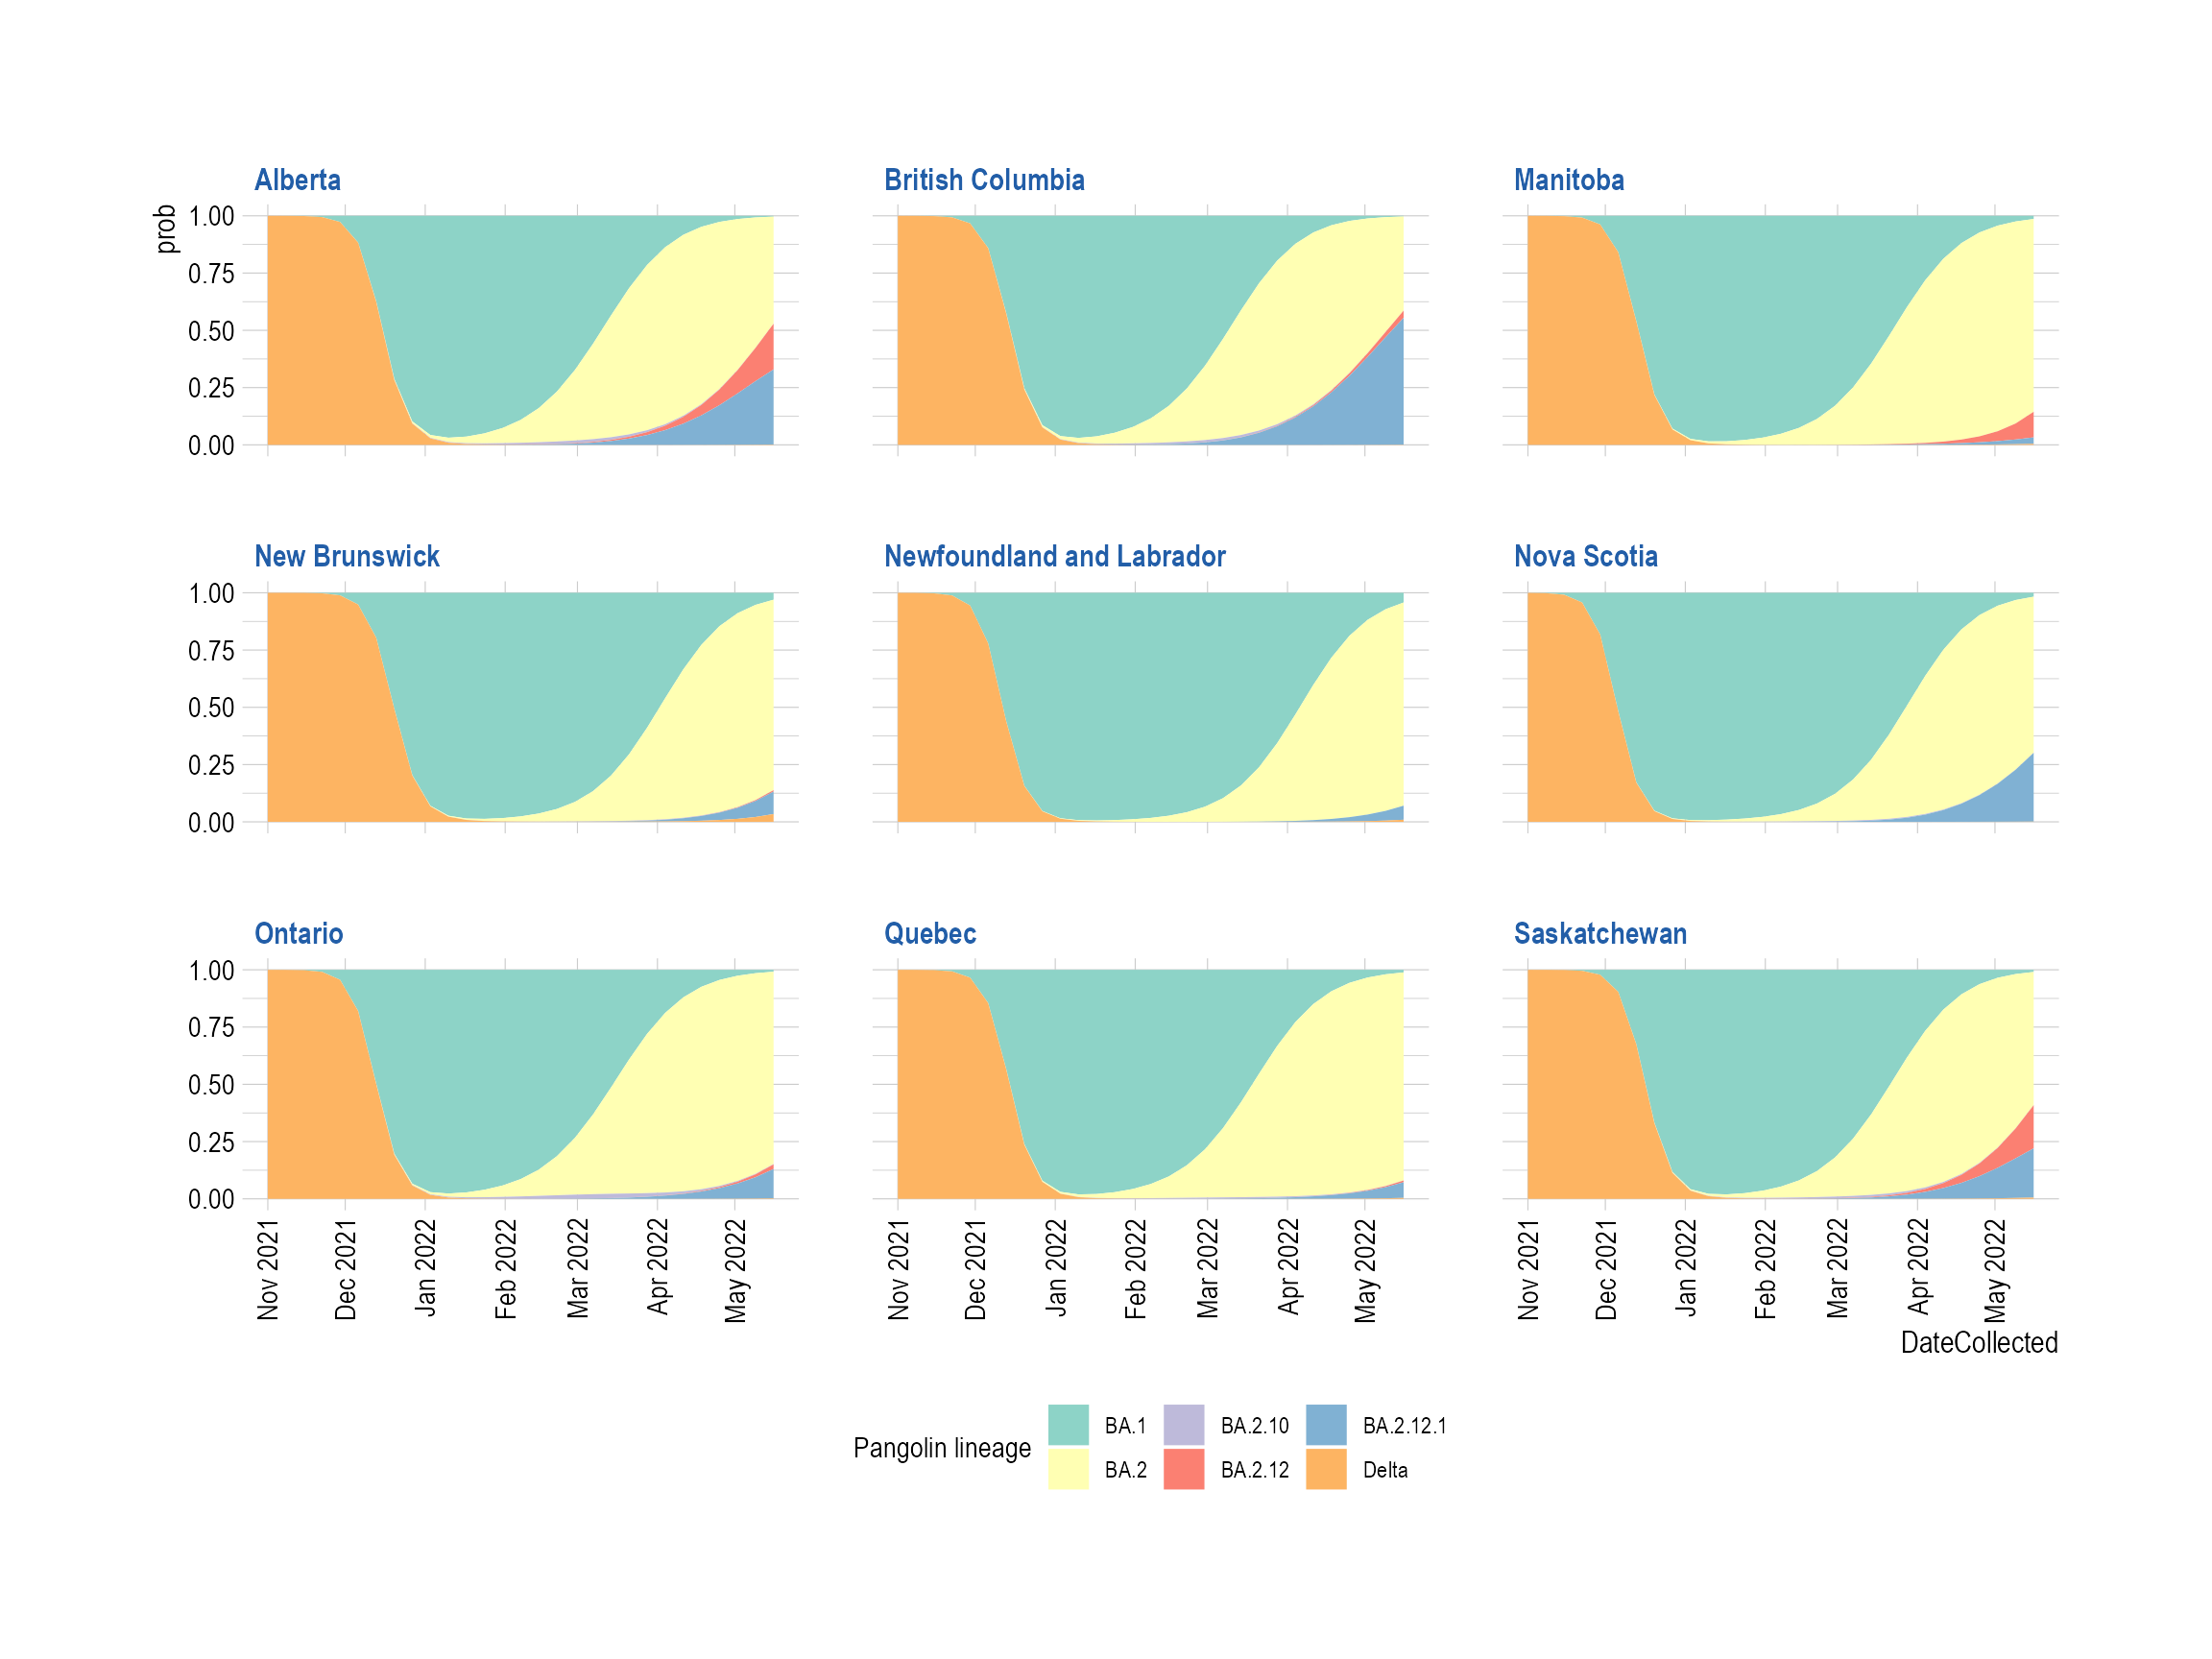 Alberta
British Columbia
Manitoba
prob
1.00
0.75
0.50
0.25
0.00
New Brunswick
Newfoundland and Labrador
Nova Scotia
1.00
0.75
0.50
0.25
0.00
Ontario
Quebec
Saskatchewan
1.00
0.75
0.50
0.25
0.00
Nov 2021
Dec 2021
Jan 2022
Feb 2022
Mar 2022
Apr 2022
May 2022
Nov 2021
Dec 2021
Jan 2022
Feb 2022
Mar 2022
Apr 2022
May 2022
Nov 2021
Dec 2021
Jan 2022
Feb 2022
Mar 2022
Apr 2022
May 2022
DateCollected
Pangolin lineage
BA.1
BA.2
BA.2.10
BA.2.12
BA.2.12.1
Delta